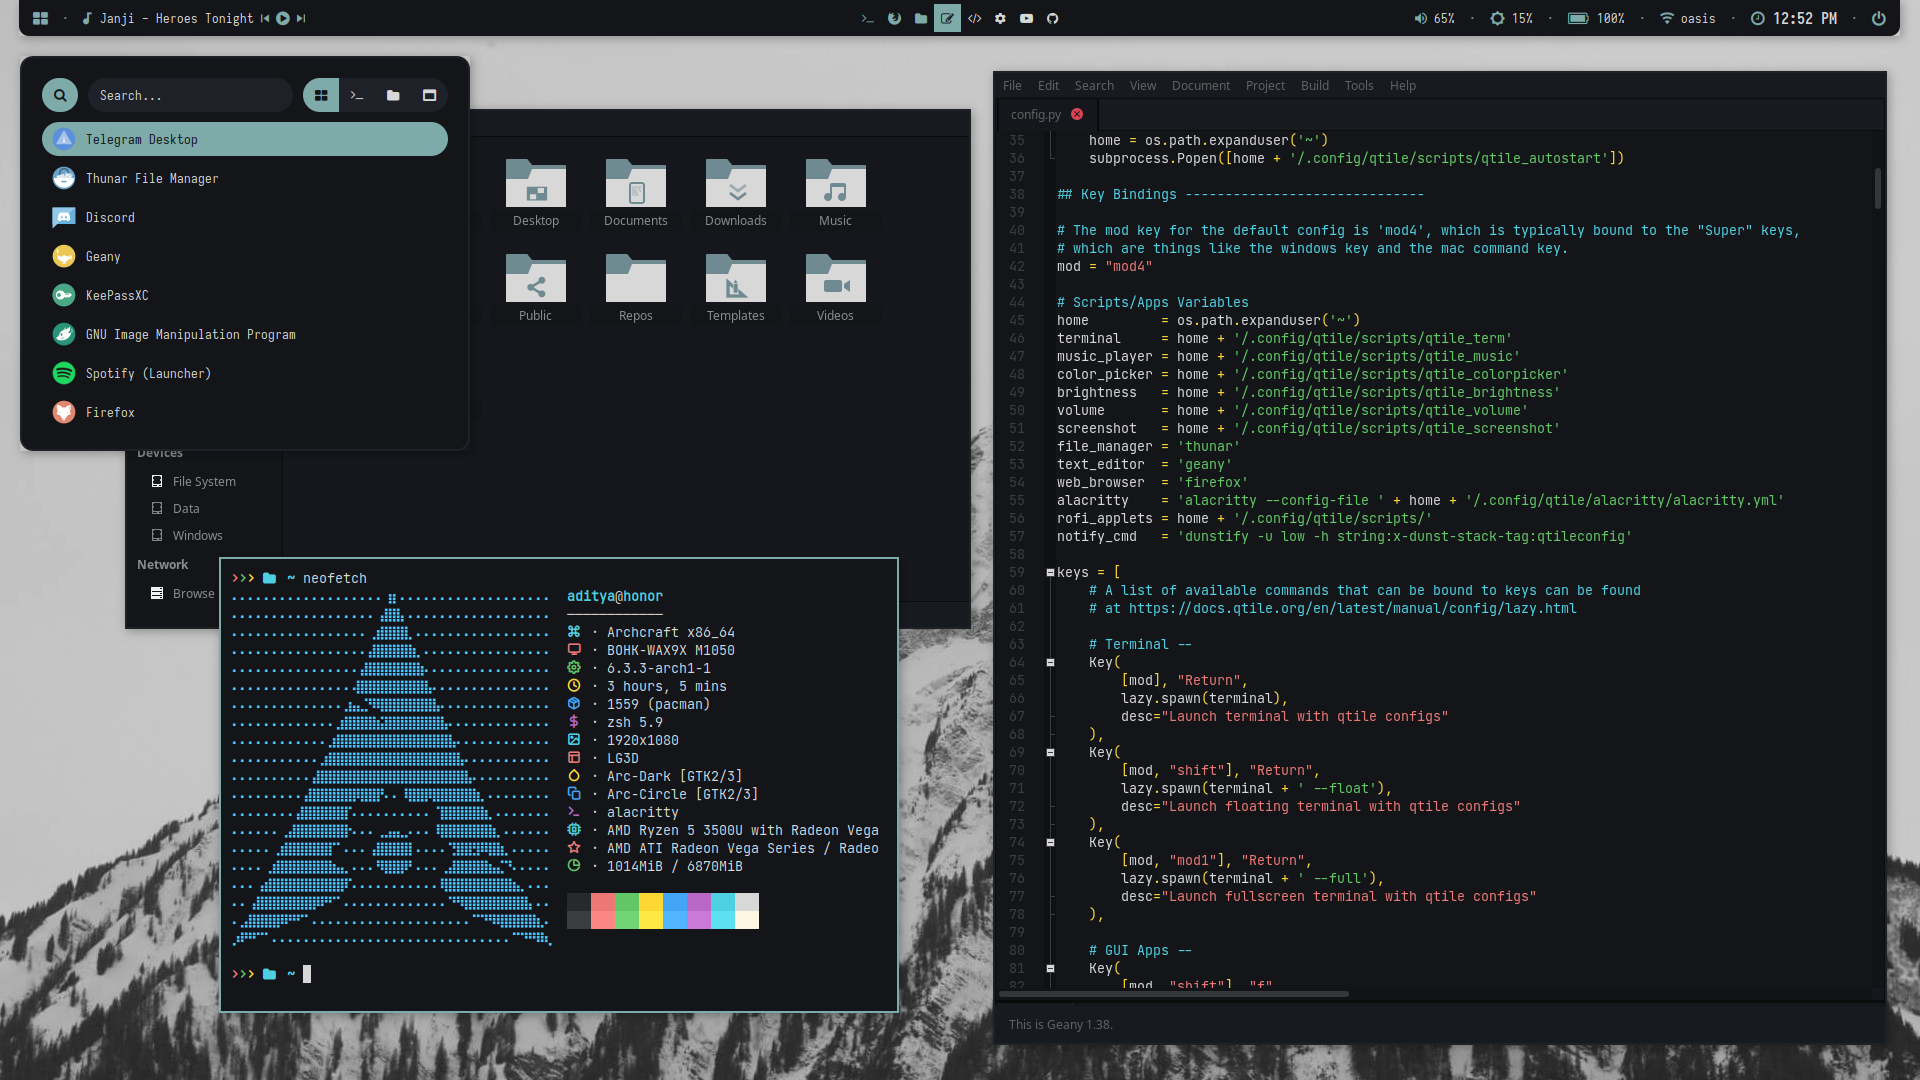 Janji - Heroes Tonight
65%
15%
100%
oasis
12:52 PM
Search...
Telegram Desktop
Thunar File Manager
Discord
Geany
KeePassXC
GNU Image Manipulation Program
Spotify (Launcher)
Firefox
Desktop
Documents
Downloads
Music
Public
Repos
Templates
Videos
Devices
File System
Data
Windows
Network
Browse
>>> ~ neofetch
aditya@honor
· Archcraft x86_64
· BOHK-WAX9X M1050
· 6.3.3-arch1-1
· 3 hours, 5 mins
· 1559 (pacman)
· zsh 5.9
· 1920x1080
· LG3D
· Arc-Dark [GTK2/3]
· Arc-Circle [GTK2/3]
· alacritty
· AMD Ryzen 5 3500U with Radeon Vega
· AMD ATI Radeon Vega Series / Radeo
· 1014MiB / 6870MiB
>>> ~
File Edit Search View Document Project Build Tools Help
config.py
35 home = os.path.expanduser('~')
36 subprocess.Popen([home + '/.config/qtile/scripts/qtile_autostart'])
37
38 ## Key Bindings ------------------------------
39
40 # The mod key for the default config is 'mod4', which is typically bound to the "Super" keys,
41 # which are things like the windows key and the mac command key.
42 mod = "mod4"
43
44 # Scripts/Apps Variables
45 home = os.path.expanduser('~')
46 terminal = home + '/.config/qtile/scripts/qtile_term'
47 music_player = home + '/.config/qtile/scripts/qtile_music'
48 color_picker = home + '/.config/qtile/scripts/qtile_colorpicker'
49 brightness = home + '/.config/qtile/scripts/qtile_brightness'
50 volume = home + '/.config/qtile/scripts/qtile_volume'
51 screenshot = home + '/.config/qtile/scripts/qtile_screenshot'
52 file_manager = 'thunar'
53 text_editor = 'geany'
54 web_browser = 'firefox'
55 alacritty = 'alacritty --config-file ' + home + '/.config/qtile/alacritty/alacritty.yml'
56 rofi_applets = home + '/.config/qtile/scripts/'
57 notify_cmd = 'dunstify -u low -h string:x-dunst-stack-tag:qtileconfig'
58
59 keys = [
60 # A list of available commands that can be bound to keys can be found
61 # at https://docs.qtile.org/en/latest/manual/config/lazy.html
62
63 # Terminal --
64 Key(
65 [mod], "Return",
66 lazy.spawn(terminal),
67 desc="Launch terminal with qtile configs"
68 ),
69 Key(
70 [mod, "shift"], "Return",
71 lazy.spawn(terminal + ' --float'),
72 desc="Launch floating terminal with qtile configs"
73 ),
74 Key(
75 [mod, "mod1"], "Return",
76 lazy.spawn(terminal + ' --full'),
77 desc="Launch fullscreen terminal with qtile configs"
78 ),
79
80 # GUI Apps --
81 Key(
82 [mod, "shift"], "f",
This is Geany 1.38.